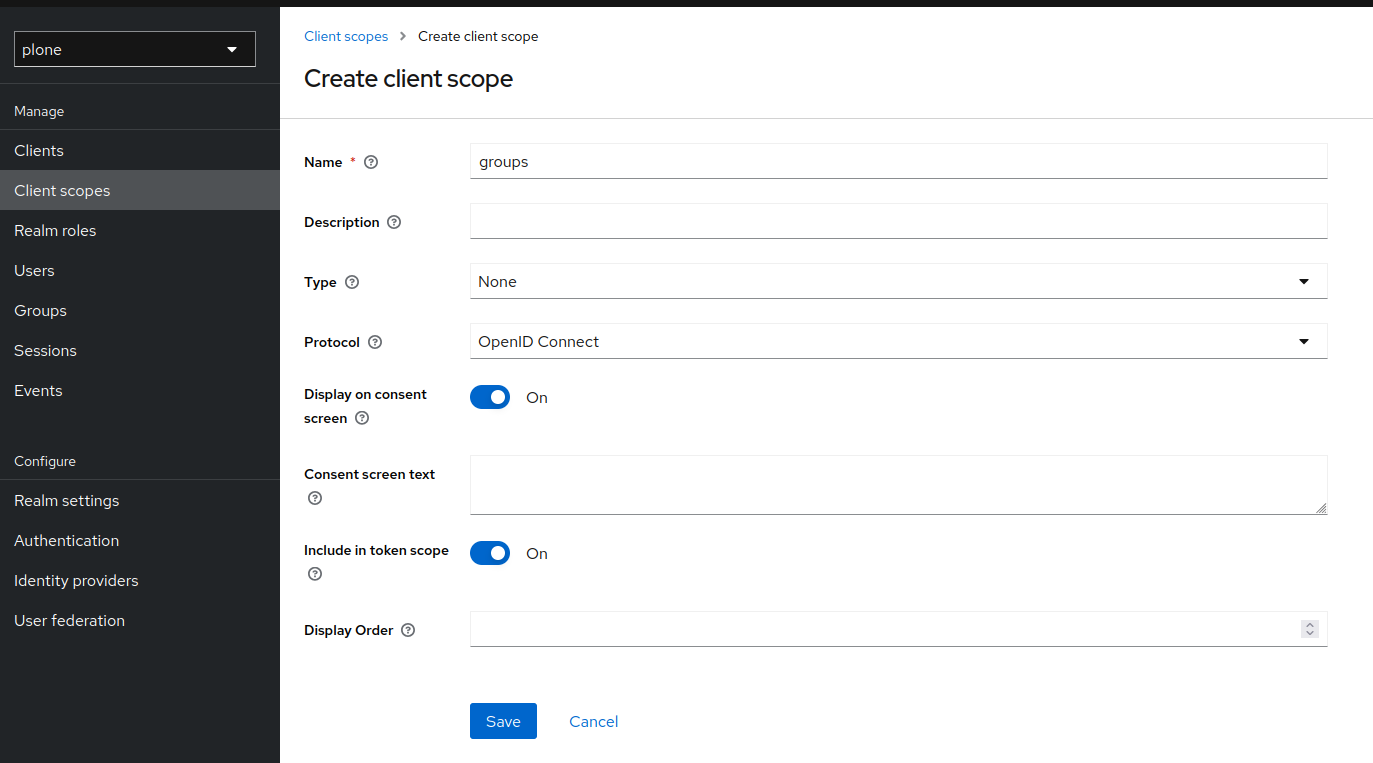 plone
Manage
Clients
Client scopes
Realm roles
Users
Groups
Sessions
Events
Configure
Realm settings
Authentication
Identity providers
User federation
Client scopes > Create client scope
Create client scope
Name * ?
groups
Description ?
Type ?
None
Protocol ?
OpenID Connect
Display on consent
screen ?
On
Consent screen text
?
Include in token scope
?
On
Display Order ?
Save
Cancel